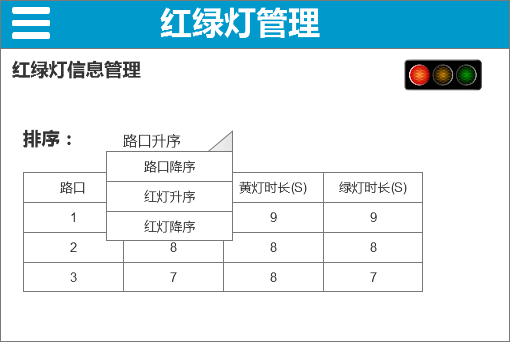 红绿灯管理
红绿灯信息管理
排序： 路口升序
路口降序
红灯升序
红灯降序
路口 黄灯时长(S) 绿灯时长(S)
1 9 9
2 8 8 8
3 7 8 7